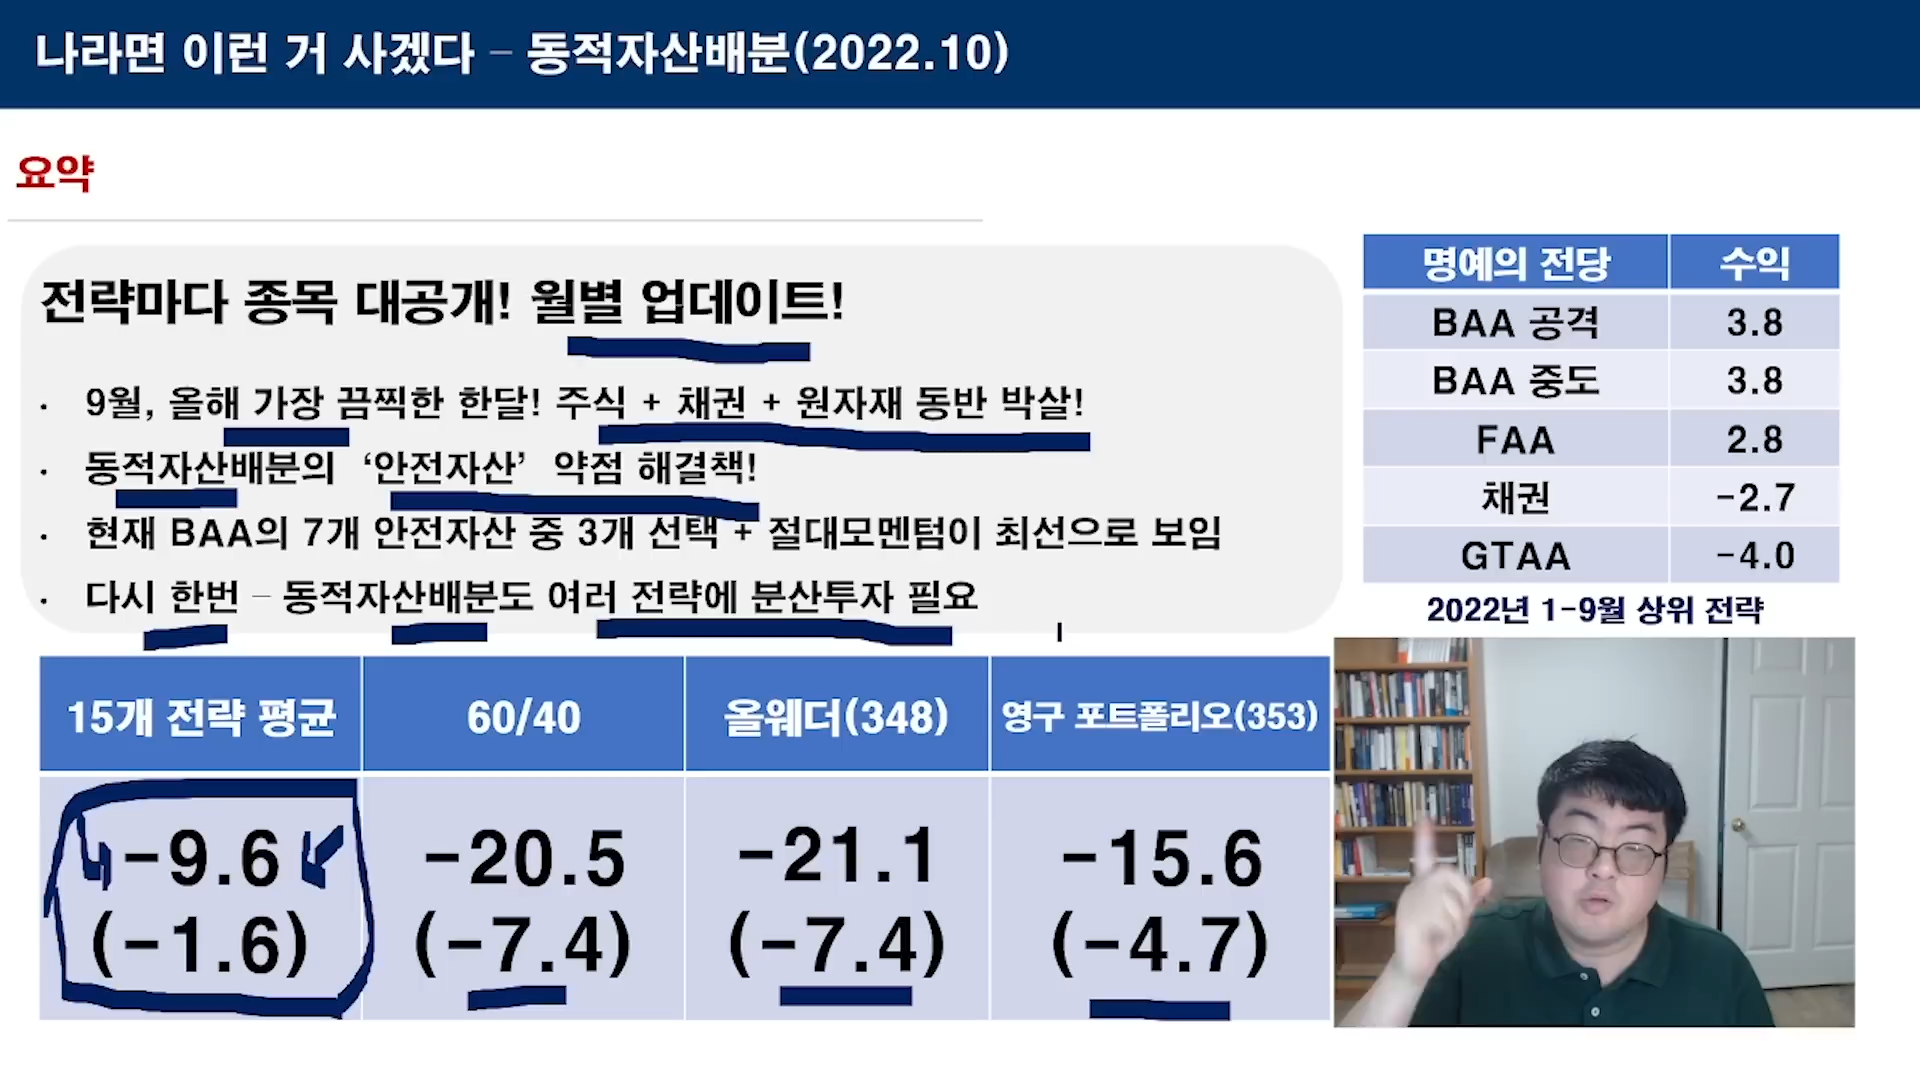 나라면 이런 거 사겠다 – 동적자산배분(2022.10)
요약
전략마다 종목 대공개! 월별 업데이트!
· 9월, 올해 가장 끔찍한 한달! 주식 + 채권 + 원자재 동반 박살!
· 동적자산배분의 ‘안전자산’ 약점 해결책!
· 현재 BAA의 7개 안전자산 중 3개 선택 + 절대모멘텀이 최선으로 보임
· 다시 한번 – 동적자산배분도 여러 전략에 분산투자 필요
명예의 전당 수익
BAA 공격 3.8
BAA 중도 3.8
FAA 2.8
채권 -2.7
GTAA -4.0
2022년 1-9월 상위 전략
15개 전략 평균 60/40 올웨더(348) 영구 포트폴리오(353)
-9.6 -20.5 -21.1 -15.6
(-1.6) (-7.4) (-7.4) (-4.7)